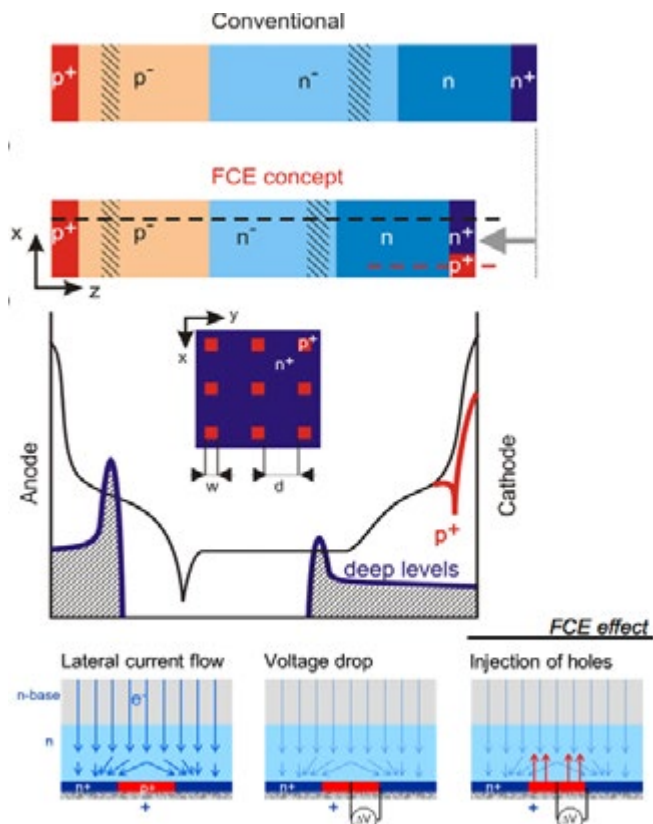 Conventional
p+ p- n- n n+
FCE concept
x p+ p- n- n n+
p+
z
y
x p+
n+
w d
Anode
Cathode
p+
deep levels
FCE effect
Lateral current flow Voltage drop Injection of holes
n-base e-
n
n+ p+
+ + +
ΔV ΔV